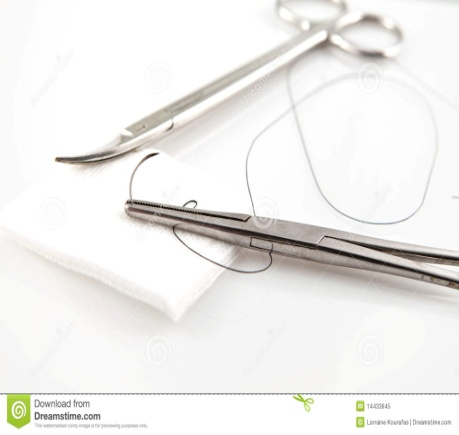 Download from
Dreamstime.com
This watermarked comp image is for previewing purposes only.
14433645
Lorraine Kourafas | Dreamstime.com